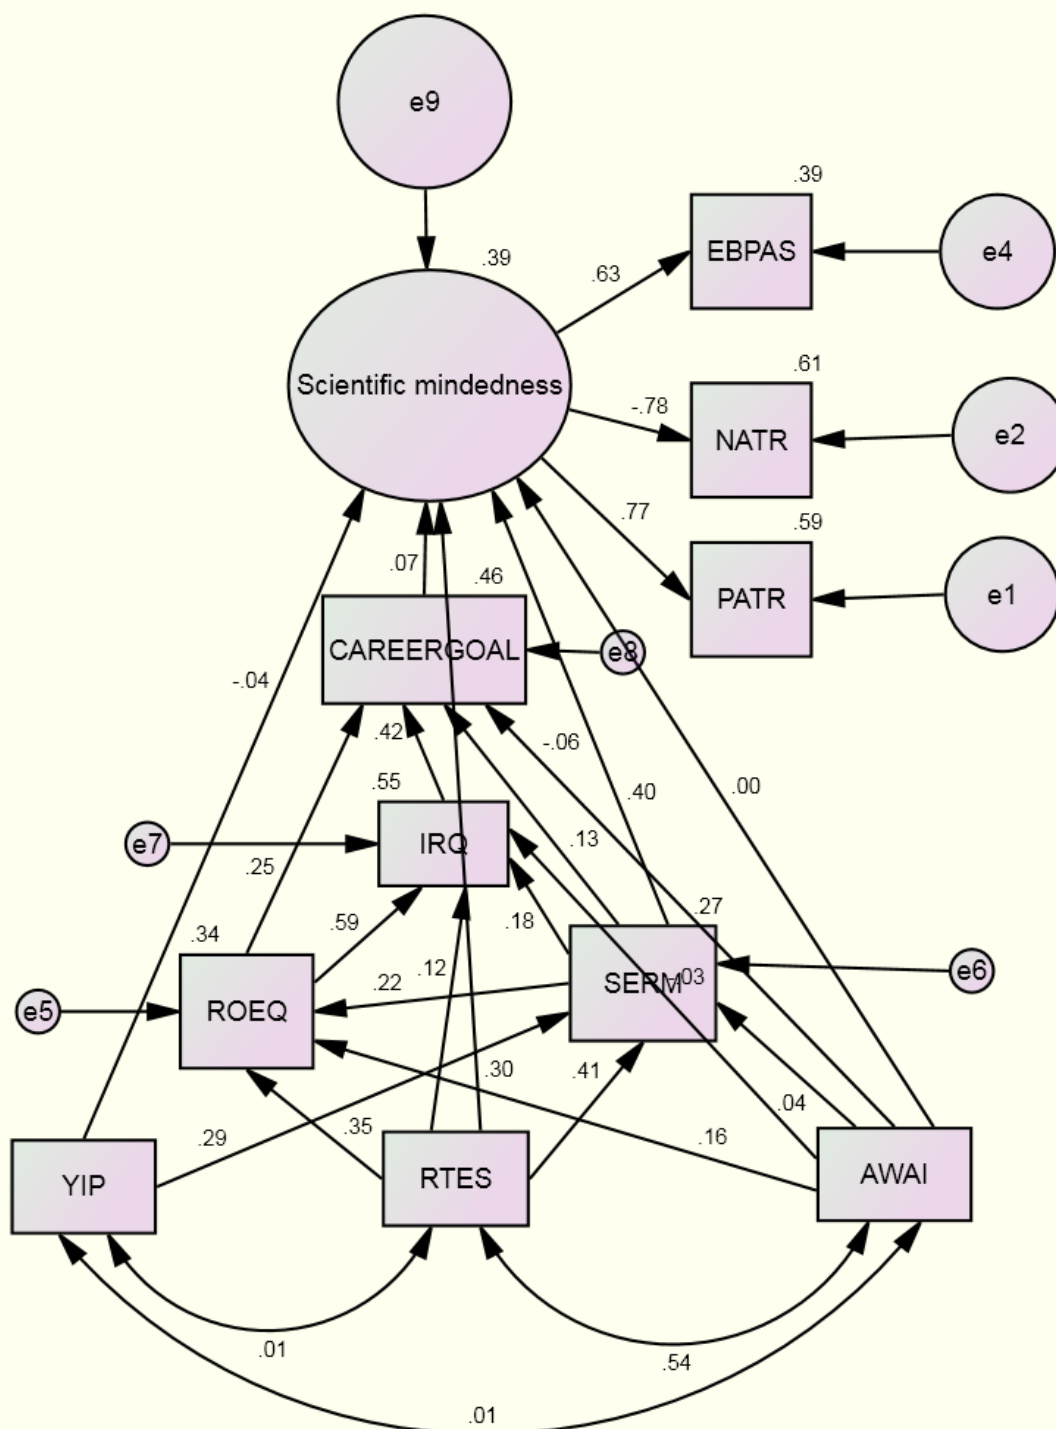 e9
.39
EBPAS
e4
.39
.63
Scientific mindedness
.61
-.78
NATR
e2
.77
.59
.07
.46
PATR
e1
CAREERGOAL
e8
-.04
.42
-.06
.55
.40
.00
e7
IRQ
.13
.25
.27
.34
.59
.18
.12
.22
SERM
-.03
e6
e5
ROEQ
.30
.41
.04
.29
.35
.16
YIP
RTES
AWAI
.01
.54
.01